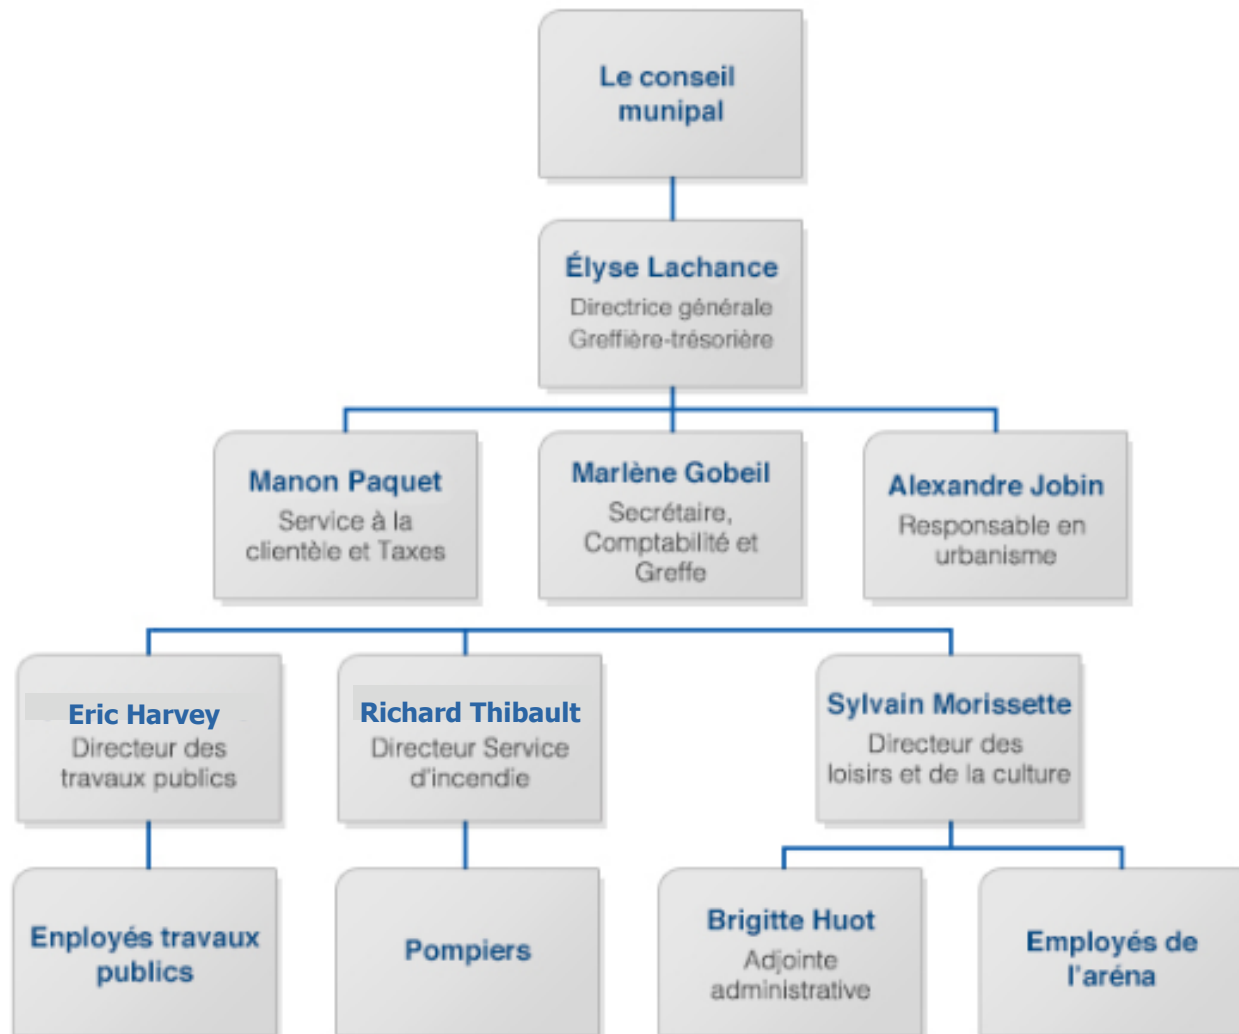 Le conseil
munipal
Élyse Lachance
Directrice générale
Greffière-trésorière
Manon Paquet
Service à la
clientèle et Taxes
Marlène Gobeil
Secrétaire,
Comptabilité et
Greffe
Alexandre Jobin
Responsable en
urbanisme
Eric Harvey
Directeur des
travaux publics
Richard Thibault
Directeur Service
d'incendie
Sylvain Morissette
Directeur des
loisirs et de la culture
Enployés travaux
publics
Pompiers
Brigitte Huot
Adjointe
administrative
Employés de
l'aréna